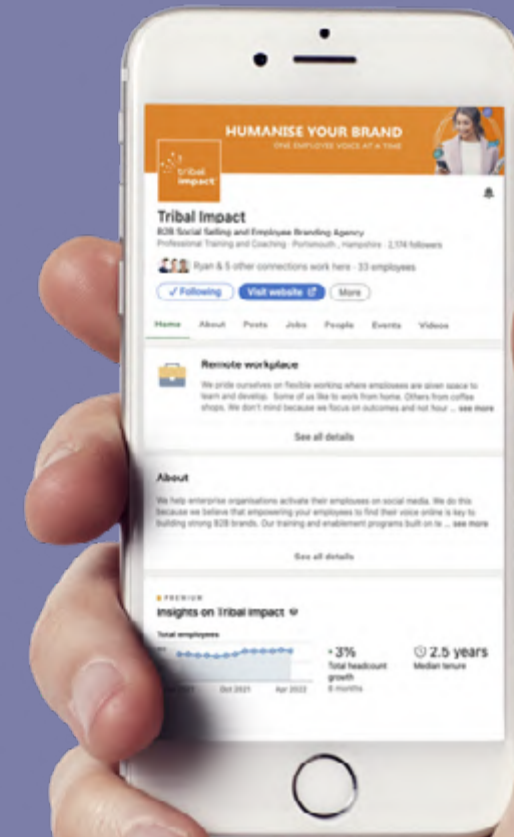 HUMANISE YOUR BRAND
ONE EMPLOYEE VOICE AT A TIME
tribal
impact
Tribal Impact
B2B Social Selling and Employee Branding Agency
Professional Training and Coaching · Portsmouth, Hampshire · 2,174 followers
Ryan & 5 other connections work here · 33 employees
✓ Following
Visit website
More
Home About Posts Jobs People Events Videos
Remote workplace
We pride ourselves on flexible working where employees are given space to
learn and develop. Some of us like to work from home. Others from coffee
shops. We don't mind because we focus on outcomes and not hour ... see more
See all details
About
We help enterprise organisations activate their employees on social media. We do this
because we believe that empowering your employees to find their voice online is key to
building strong B2B brands. Our training and enablement programs built on te ... see more
See all details
PREMIUM
Insights on Tribal Impact
Total employees
3%
Total headcount
growth
6 months
2.5 years
Median tenure
2021 Oct 2021 Apr 2022